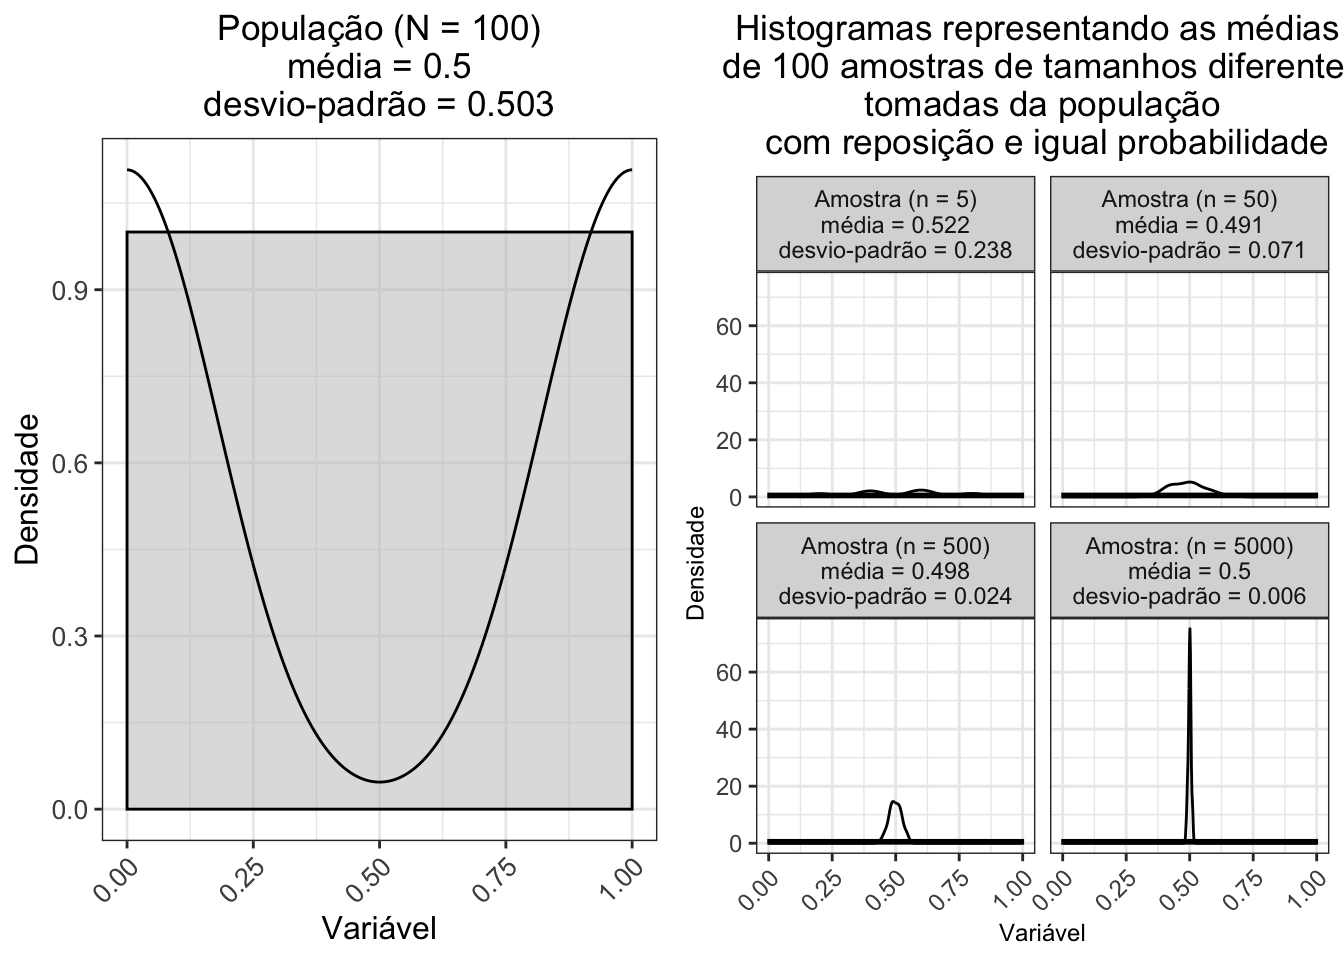 População (N = 100)
média = 0.5
desvio-padrão = 0.503
Densidade
0.9
0.6
0.3
0.0
0.00
0.25
0.50
0.75
1.00
Variável
Histogramas representando as médias
de 100 amostras de tamanhos diferente
tomadas da população
com reposição e igual probabilidade
Densidade
Amostra (n = 5)
média = 0.522
desvio-padrão = 0.238
Amostra (n = 50)
média = 0.491
desvio-padrão = 0.071
60
40
20
0
Amostra (n = 500)
média = 0.498
desvio-padrão = 0.024
Amostra: (n = 5000)
média = 0.5
desvio-padrão = 0.006
60
40
20
0
0.00
0.25
0.50
0.75
1.00
0.00
0.25
0.50
0.75
1.00
Variável